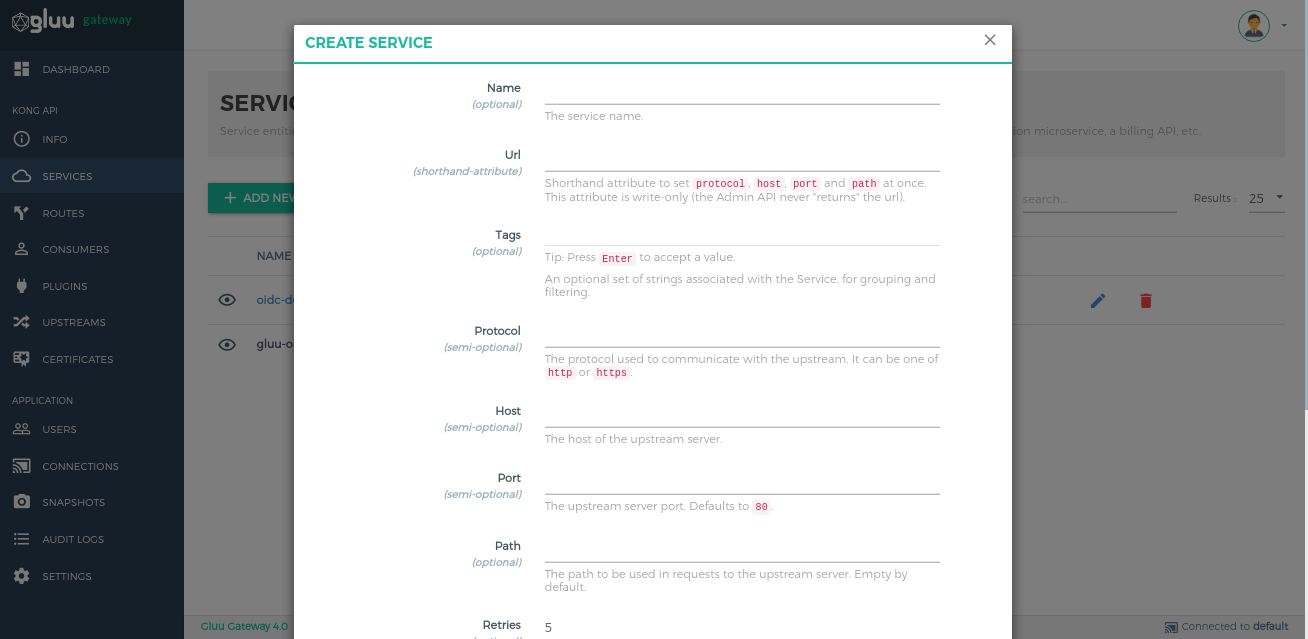 gluu gateway
DASHBOARD
KONG API
INFO
SERVICES
ROUTES
CONSUMERS
PLUGINS
UPSTREAMS
CERTIFICATES
APPLICATION
USERS
CONNECTIONS
SNAPSHOTS
AUDIT LOGS
SETTINGS
Service
microservice, a billing API, etc.
+ ADD
search...
Results :
25
NAME
CREATE SERVICE
×
Name
(optional)
The service name.
Url
(shorthand-attribute)
Shorthand attribute to set protocol, host, port and path at once.
This attribute is write-only (the Admin API never "returns" the url).
Tags
(optional)
Tip: Press Enter to accept a value.
An optional set of strings associated with the Service, for grouping and
filtering.
Protocol
(semi-optional)
The protocol used to communicate with the upstream. It can be one of
http or https.
Host
(semi-optional)
The host of the upstream server.
Port
(semi-optional)
The upstream server port. Defaults to 80.
Path
(optional)
The path to be used in requests to the upstream server. Empty by
default.
Retries
5
Gluu Gateway 4.0
Connected to default